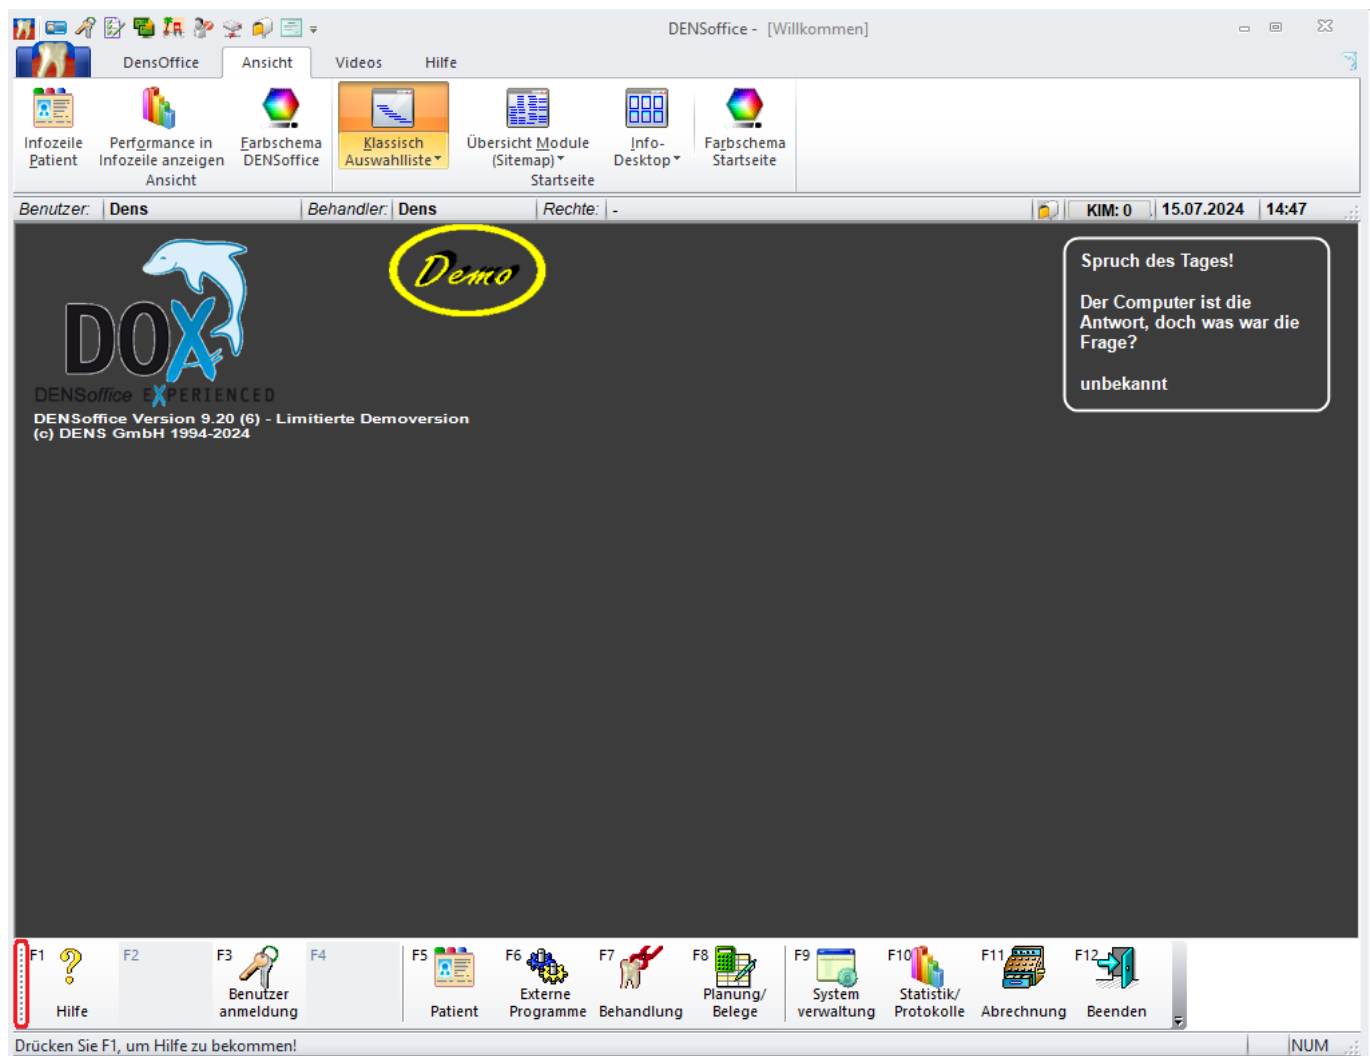 DENSoffice - [Willkommen]
DensOffice Ansicht Videos Hilfe
Infozeile Patient
Performance in Infozeile anzeigen
Farbschema DENSoffice
Klassisch Auswahlliste
Übersicht Module (Sitemap)
Info-Desktop
Farbschema Startseite
Ansicht
Startseite
Benutzer: Dens Behandler: Dens Rechte: - KIM: 0 15.07.2024 14:47
DOX
DENSoffice EXPERIENCED
DENSoffice Version 9.20 (6) - Limitierte Demoversion
(c) DENS GmbH 1994-2024
Demo
Spruch des Tages!
Der Computer ist die
Antwort, doch was war die
Frage?
unbekannt
F1 Hilfe
F2
F3 Benutzer anmeldung
F4
F5 Patient
F6 Externe Programme
F7 Behandlung
F8 Planung/ Belege
F9 System verwaltung
F10 Statistik/ Protokolle
F11 Abrechnung
F12 Beenden
Drücken Sie F1, um Hilfe zu bekommen! NUM